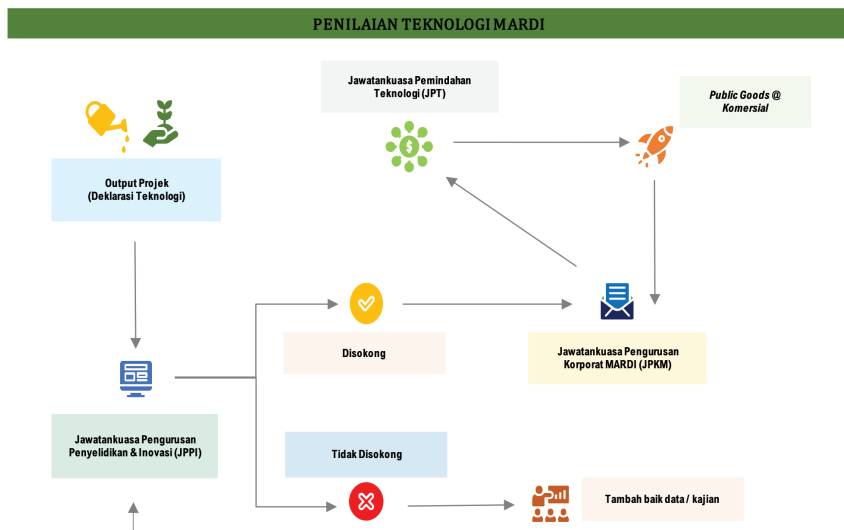 PENILAIAN TEKNOLOGI MARDI
Jawatankuasa Pemindahan
Teknologi (JPT)
Public Goods @
Komersial
Output Projek
(Deklarasi Teknologi)
Disokong
Jawatankuasa Pengurusan
Korporat MARDI (JPKM)
Jawatankuasa Pengurusan
Penyelidikan & Inovasi (JPPI)
Tidak Disokong
Tambah baik data / kajian